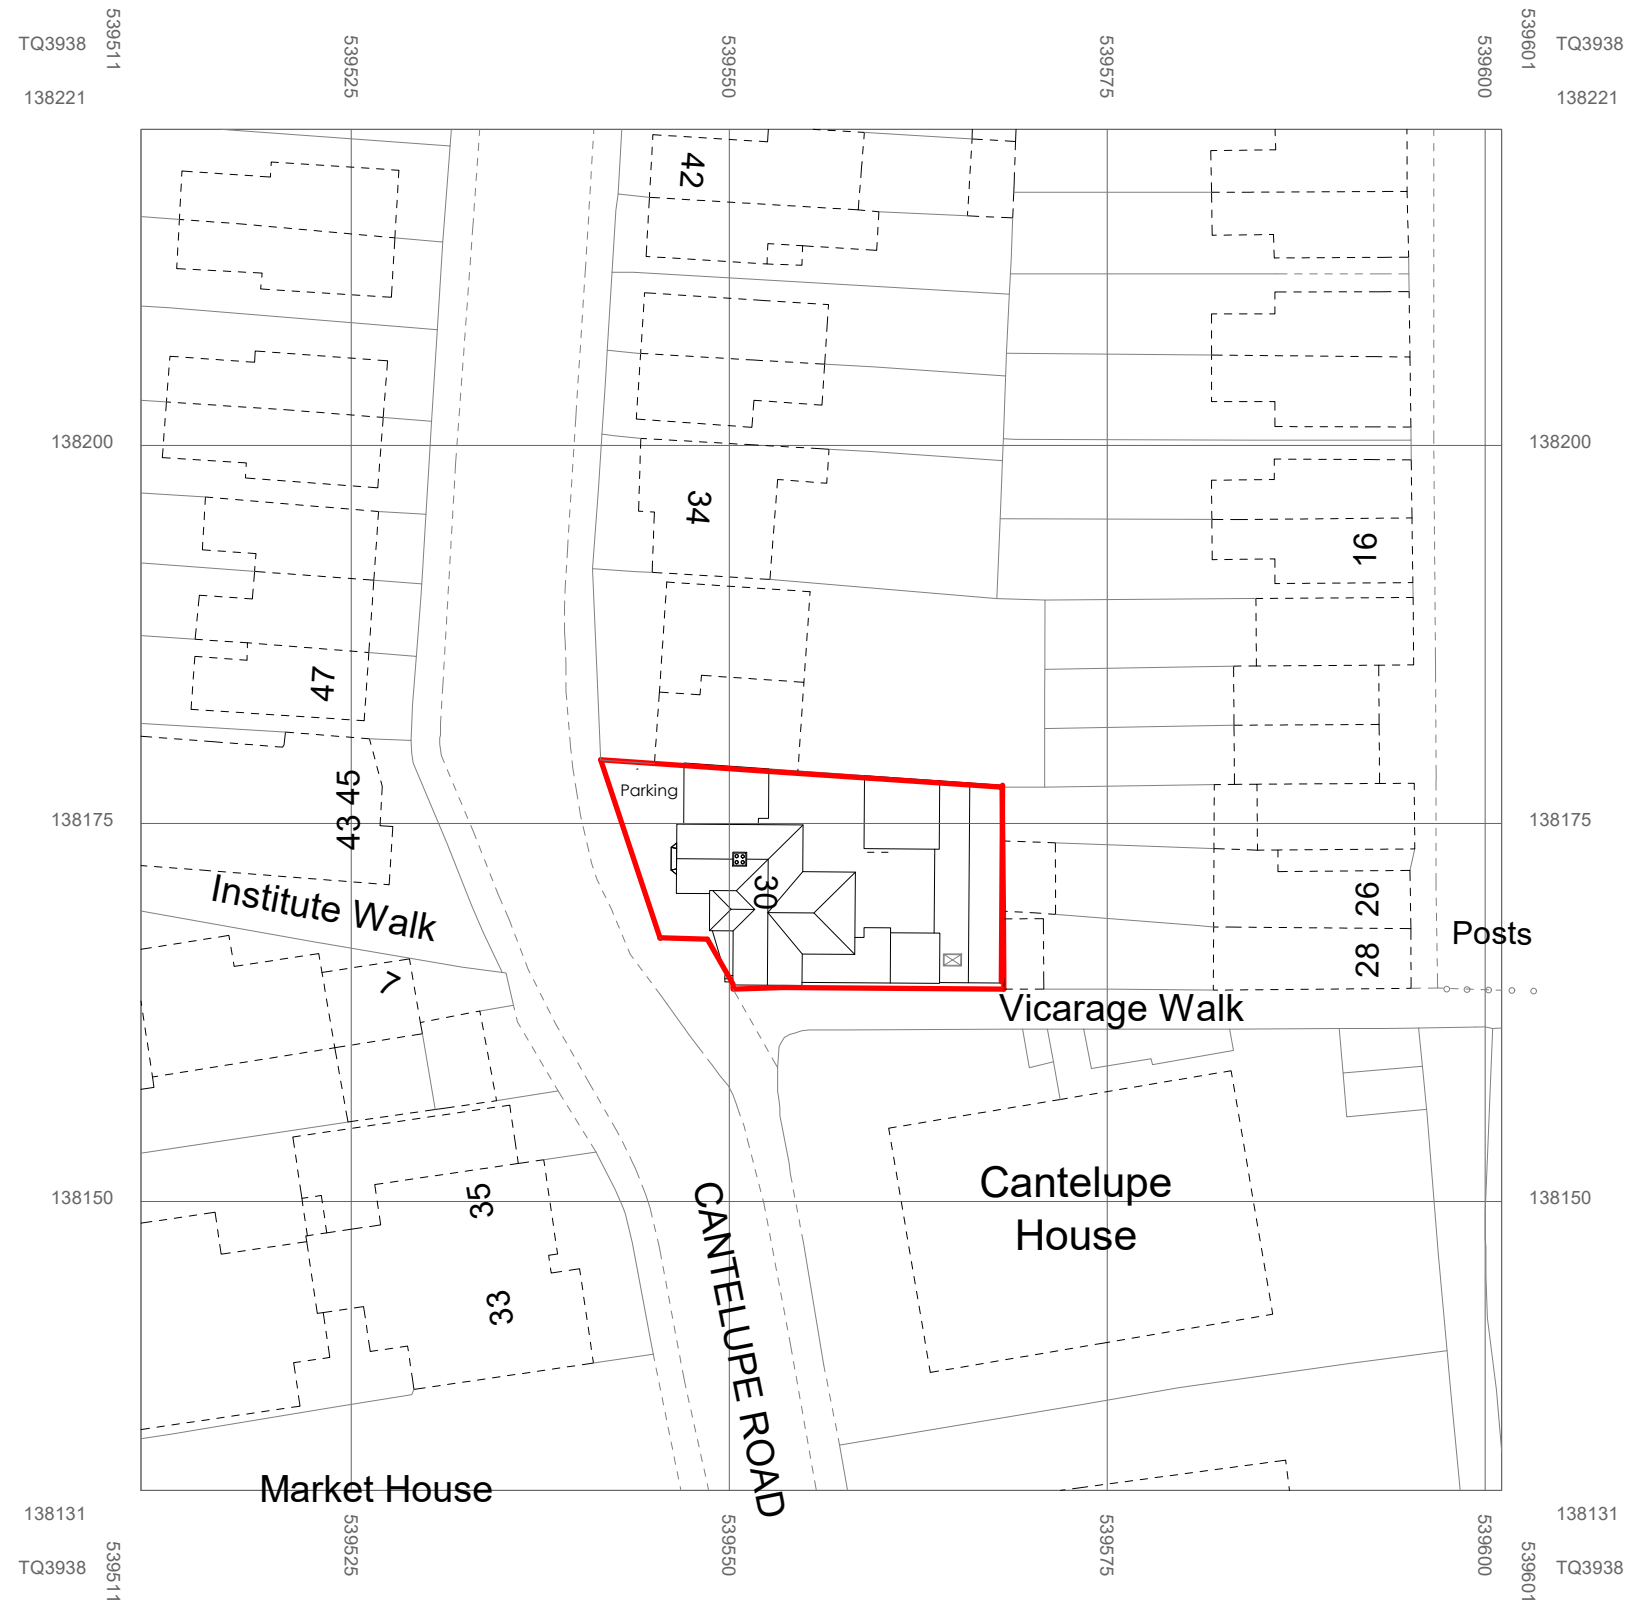 TQ3938
539511
539525
539550
539575
539600
539601
TQ3938
138221
138221
42
138200
138200
34
16
47
43 45
Parking
138175
138175
30
Institute Walk
26
28
Posts
7
Vicarage Walk
35
138150
CANTELUPE ROAD
Cantelupe
House
138150
33
Market House
138131
138131
TQ3938
539511
539525
539550
539575
539600
539601
TQ3938